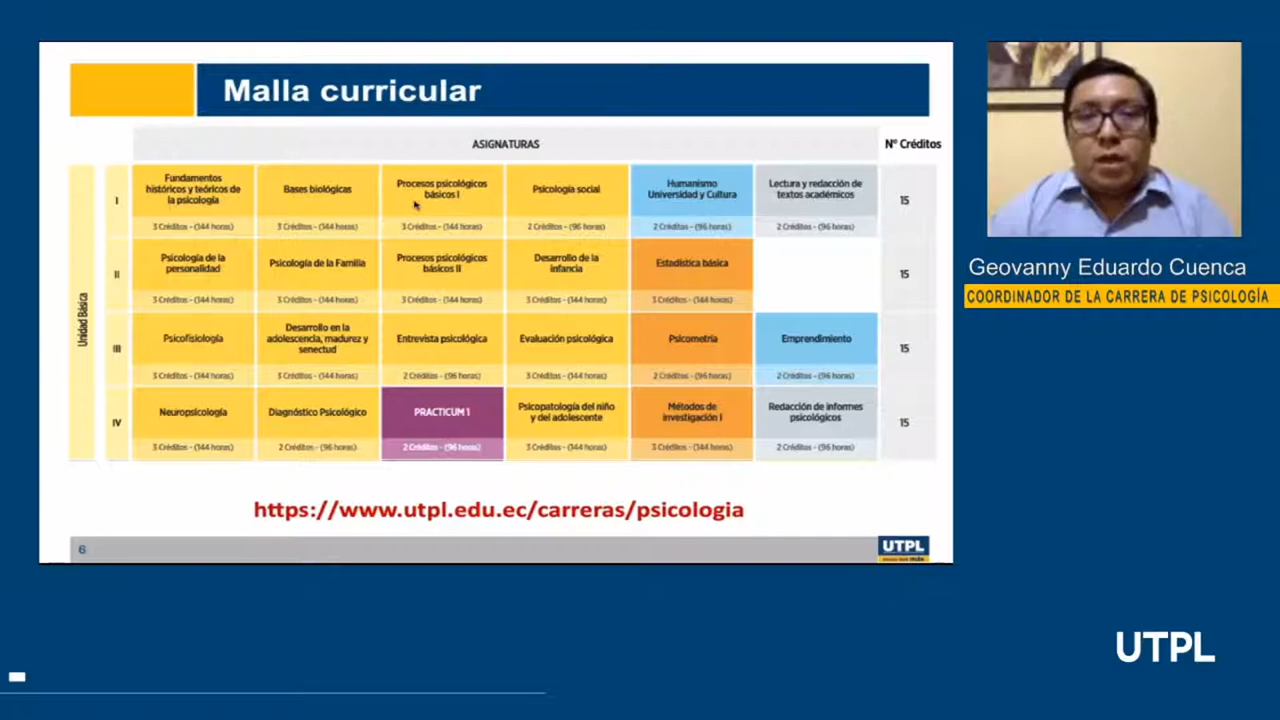 Malla curricular
ASIGNATURAS
Nº Créditos
Unidad Básica
I
Fundamentos
históricos y teóricos de
la psicología
3 Créditos - (144 horas)
Bases biológicas
3 Créditos - (144 horas)
Procesos psicológicos
básicos I
3 Créditos - (144 horas)
Psicología social
2 Créditos - (96 horas)
Humanismo
Universidad y Cultura
2 Créditos - (96 horas)
Lectura y redacción de
textos académicos
2 Créditos - (96 horas)
15
II
Psicología de la
personalidad
3 Créditos - (144 horas)
Psicología de la Familia
3 Créditos - (144 horas)
Procesos psicológicos
básicos II
3 Créditos - (144 horas)
Desarrollo de la
infancia
3 Créditos - (144 horas)
Estadística básica
3 Créditos - (144 horas)
15
III
Psicofisiología
3 Créditos - (144 horas)
Desarrollo en la
adolescencia, madurez y
senectud
3 Créditos - (144 horas)
Entrevista psicológica
2 Créditos - (96 horas)
Evaluación psicológica
3 Créditos - (144 horas)
Psicometría
2 Créditos - (96 horas)
Emprendimiento
2 Créditos - (96 horas)
15
IV
Neuropsicología
3 Créditos - (144 horas)
Diagnóstico Psicológico
2 Créditos - (96 horas)
PRACTICUM I
2 Créditos - (96 horas)
Psicopatología del niño
y del adolescente
3 Créditos - (144 horas)
Métodos de
investigación I
3 Créditos - (144 horas)
Redacción de informes
psicológicos
2 Créditos - (96 horas)
15
https://www.utpl.edu.ec/carreras/psicologia
6
UTPL
Geovanny Eduardo Cuenca
COORDINADOR DE LA CARRERA DE PSICOLOGÍA
UTPL